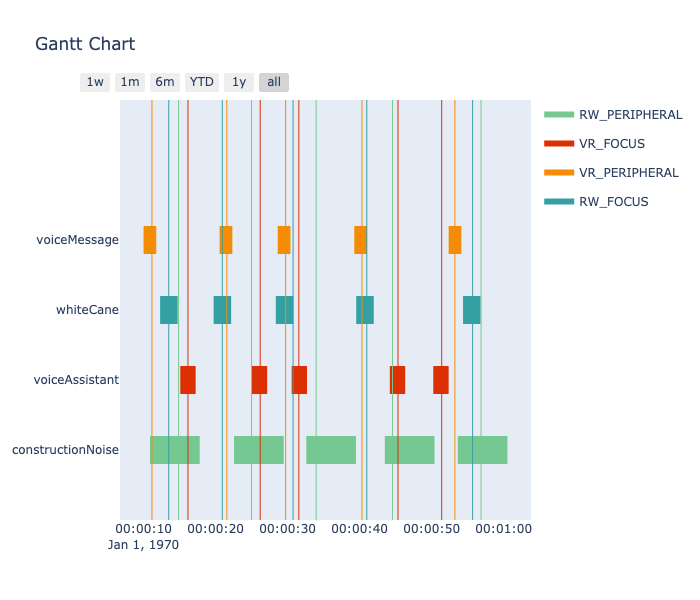 Gantt Chart
1w 1m 6m YTD 1y all
RW_PERIPHERAL
VR_FOCUS
VR_PERIPHERAL
RW_FOCUS
voiceMessage
whiteCane
voiceAssistant
constructionNoise
00:00:10 00:00:20 00:00:30 00:00:40 00:00:50 00:01:00
Jan 1, 1970